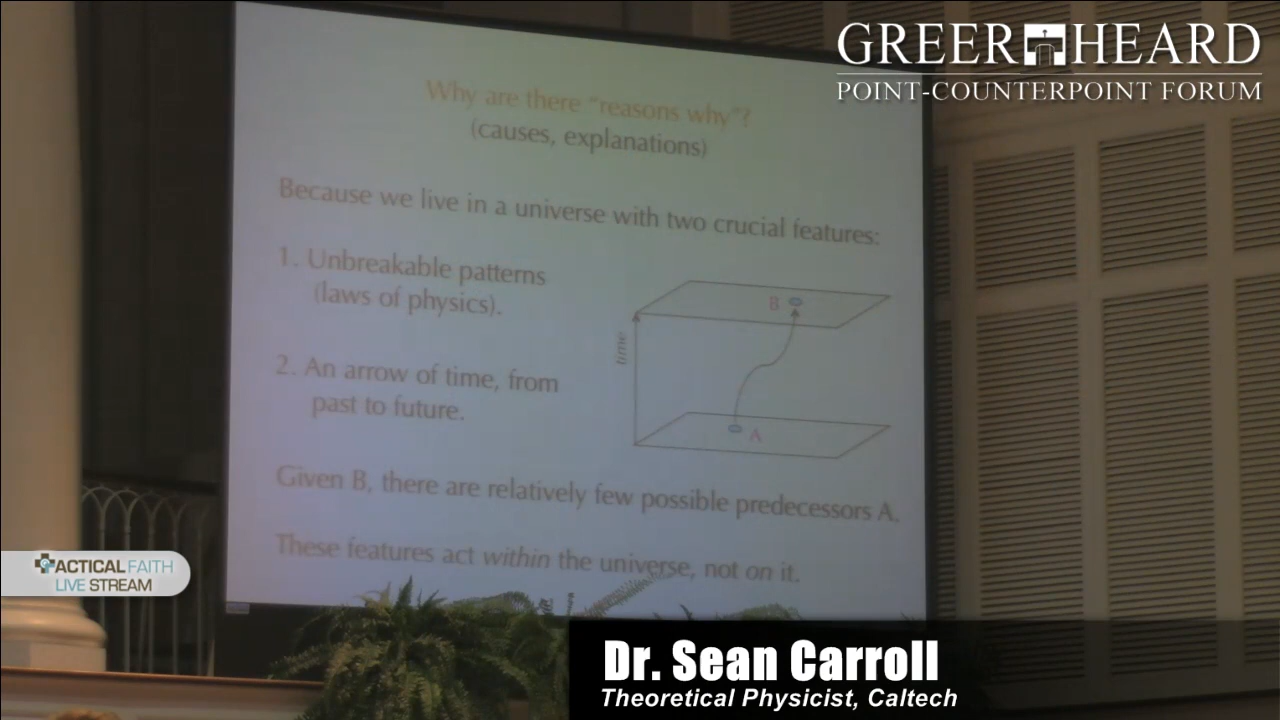 GREER HEARD
POINT-COUNTERPOINT FORUM
Why are there "reasons why"?
(causes, explanations)
Because we live in a universe with two crucial features:
1. Unbreakable patterns
(laws of physics).
2. An arrow of time, from
past to future.
time
B
A
Given B, there are relatively few possible predecessors A.
These features act within the universe, not on it.
TACTICAL FAITH
LIVE STREAM
Dr. Sean Carroll
Theoretical Physicist, Caltech